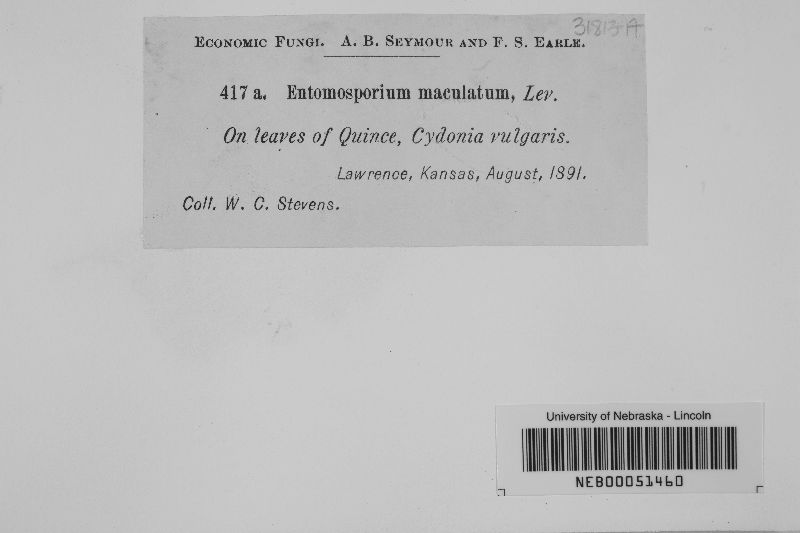 31813A
ECONOMIC FUNGI. A. B. SEYMOUR AND F. S. EARLE.
417 a. Entomosporium maculatum, Lev.
On leaves of Quince, Cydonia vulgaris.
Lawrence, Kansas, August, 1891.
Coll. W. C. Stevens.
University of Nebraska - Lincoln
NEB00051460